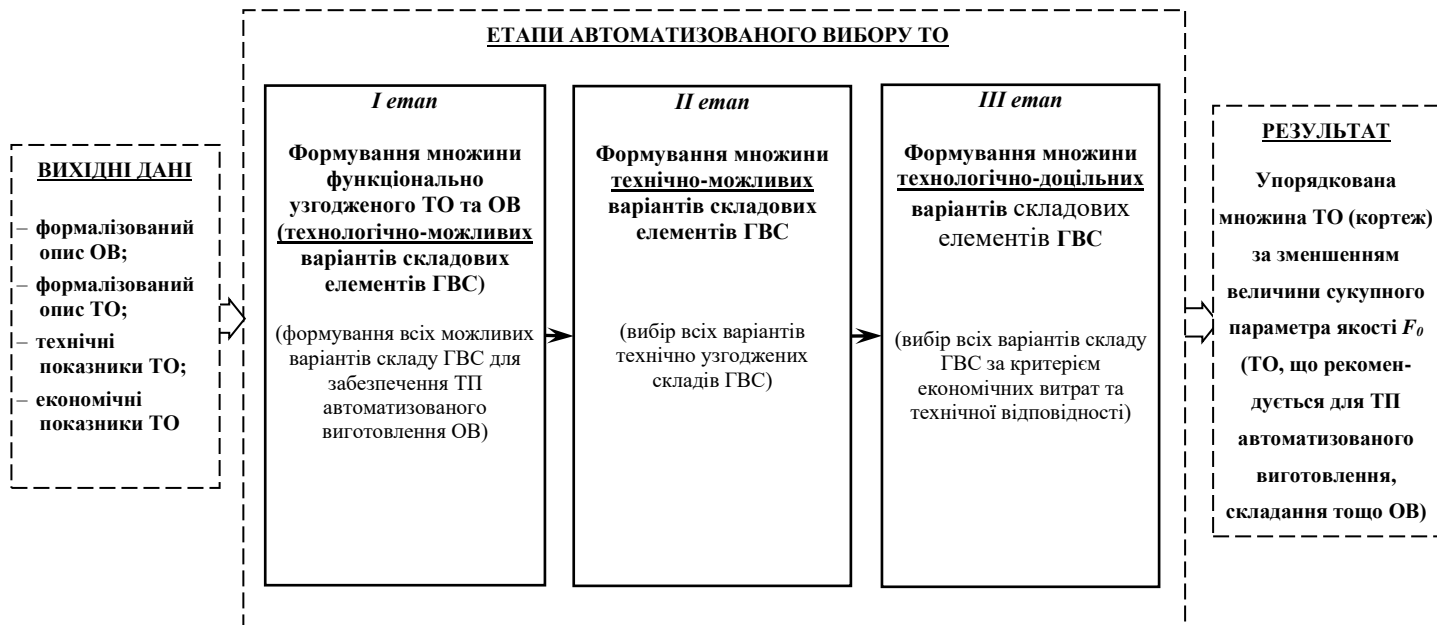 ЕТАПИ АВТОМАТИЗОВАНОГО ВИБОРУ ТО
ВИХІДНІ ДАНІ
– формалізований
опис ОВ;
– формалізований
опис ТО;
– технічні
показники ТО;
– економічні
показники ТО
І етап
Формування множини
функціонально
узгодженого ТО та ОВ
(технологічно-можливих
варіантів складових
елементів ГВС)
(формування всіх можливих
варіантів складу ГВС для
забезпечення ТП
автоматизованого
виготовлення ОВ)
ІІ етап
Формування множини
технічно-можливих
варіантів складових
елементів ГВС
(вибір всіх варіантів
технічно узгоджених
складів ГВС)
ІІІ етап
Формування множини
технологічно-доцільних
варіантів складових
елементів ГВС
(вибір всіх варіантів складу
ГВС за критерієм
економічних витрат та
технічної відповідності)
РЕЗУЛЬТАТ
Упорядкована
множина ТО (кортеж)
за зменшенням
величини сукупного
параметра якості F₀
(ТО, що рекомен-
дується для ТП
автоматизованого
виготовлення,
складання тощо ОВ)